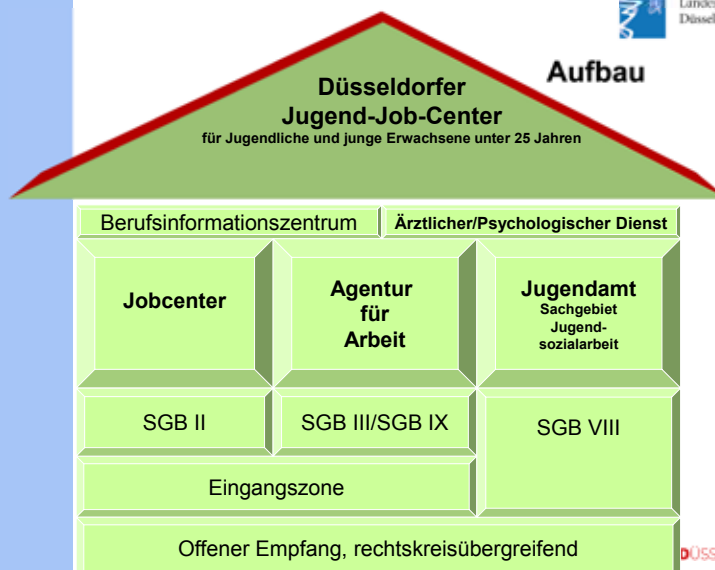 Aufbau
Düsseldorfer
Jugend-Job-Center
für Jugendliche und junge Erwachsene unter 25 Jahren
Berufsinformationszentrum
Ärztlicher/Psychologischer Dienst
Jobcenter
Agentur
für
Arbeit
Jugendamt
Sachgebiet
Jugend-
sozialarbeit
SGB II
SGB III/SGB IX
SGB VIII
Eingangszone
Offener Empfang, rechtskreisübergreifend